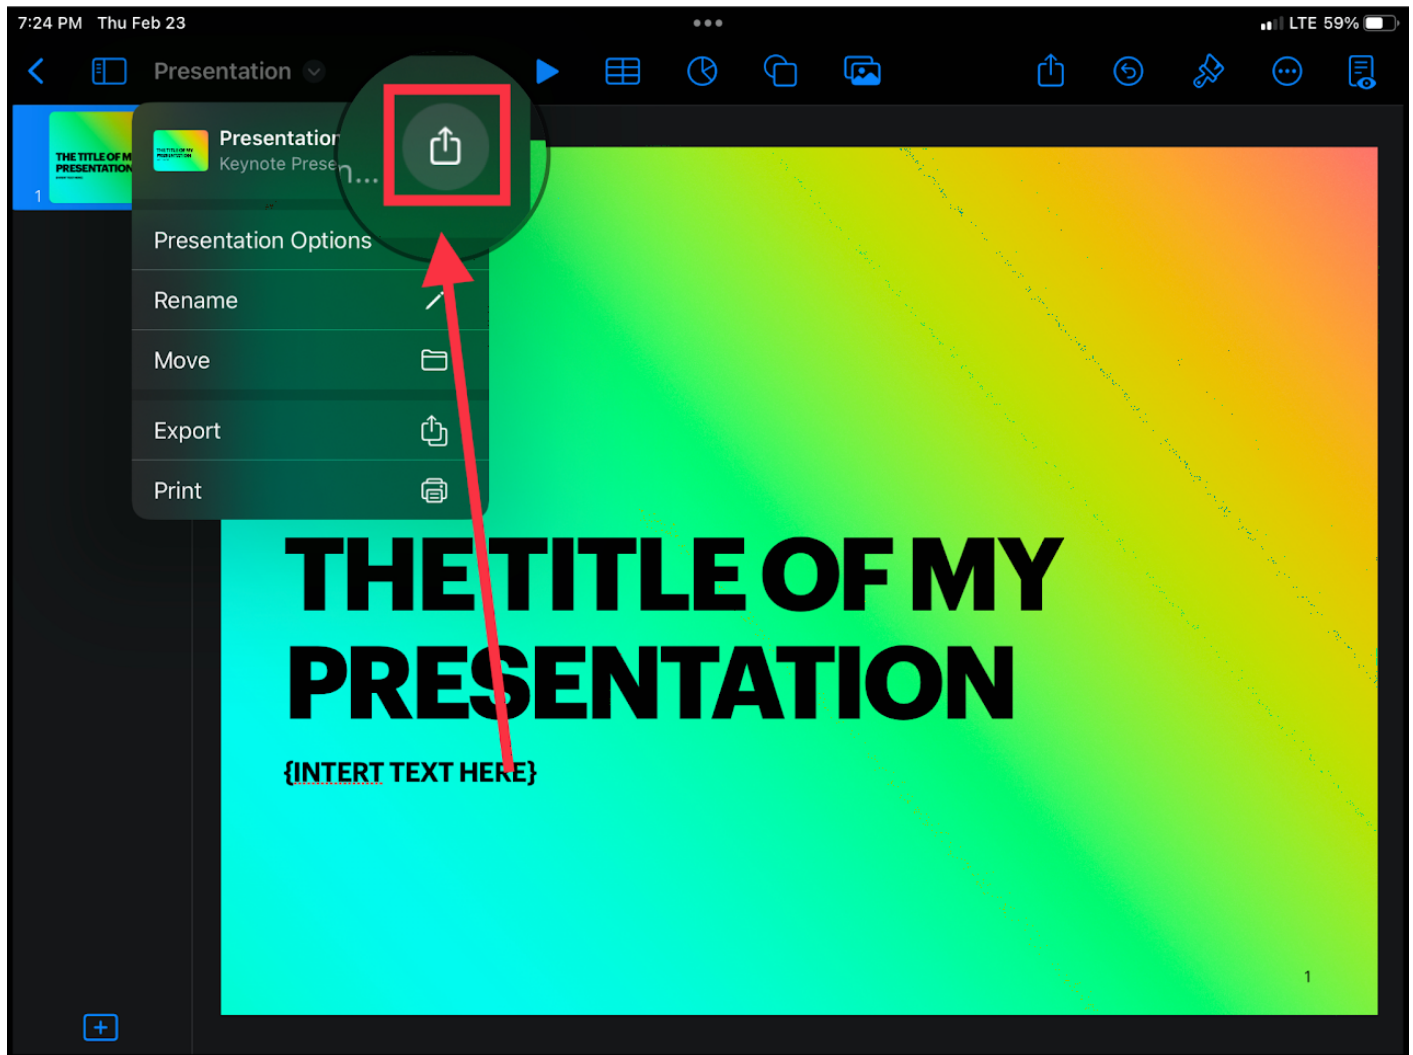 7:24 PM Thu Feb 23
LTE 59%
Presentation
THE TITLE OF M
PRESENTATION
1
Presentation
Keynote Prese
n...
Presentation Options
Rename
Move
Export
Print
THE TITLE OF MY
PRESENTATION
{INTERT TEXT HERE}
1